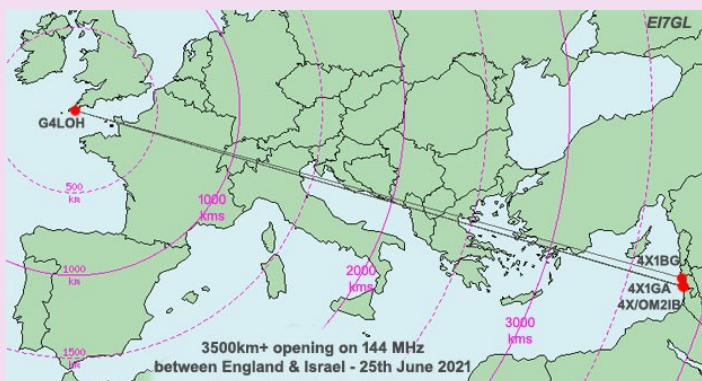 EI7GL
G4LOH
500
km
1000
kms
1000
km
2000
kms
4X1BG
4X1GA
4X/OM2IB
3000
kms
1500
km
3500km+ opening on 144 MHz
between England & Israel - 25th June 2021